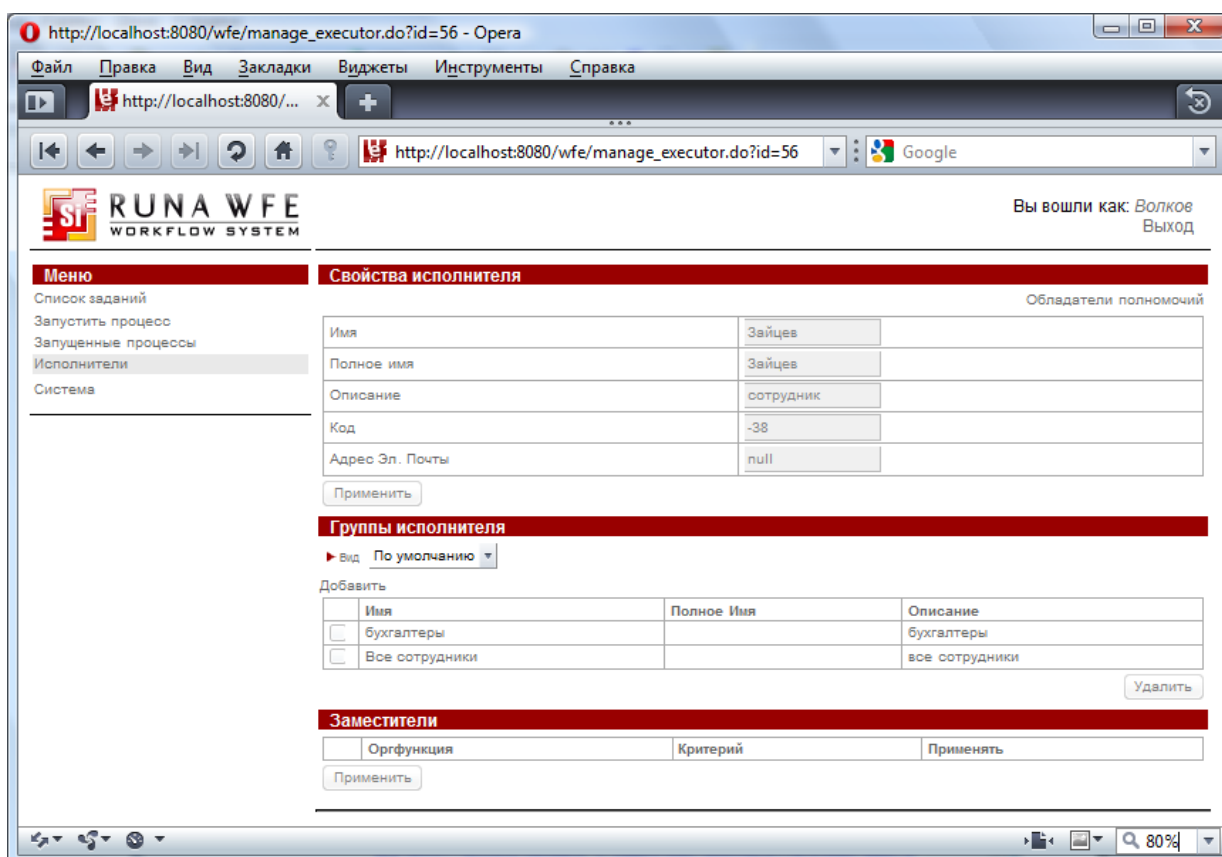 http://localhost:8080/wfe/manage_executor.do?id=56 - Opera
Файл Правка Вид Закладки Виджеты Инструменты Справка
http://localhost:8080/...
http://localhost:8080/wfe/manage_executor.do?id=56 Google
RUNA WFE
WORKFLOW SYSTEM
Вы вошли как: Волков
Выход
Меню
Список заданий
Запустить процесс
Запущенные процессы
Исполнители
Система
Свойства исполнителя
Обладатели полномочий
Имя Зайцев
Полное имя Зайцев
Описание сотрудник
Код -38
Адрес Эл. Почты null
Применить
Группы исполнителя
Вид По умолчанию
Добавить
Имя Полное Имя Описание
бухгалтеры бухгалтеры
Все сотрудники все сотрудники
Удалить
Заместители
Оргфункция Критерий Применять
Применить
80%